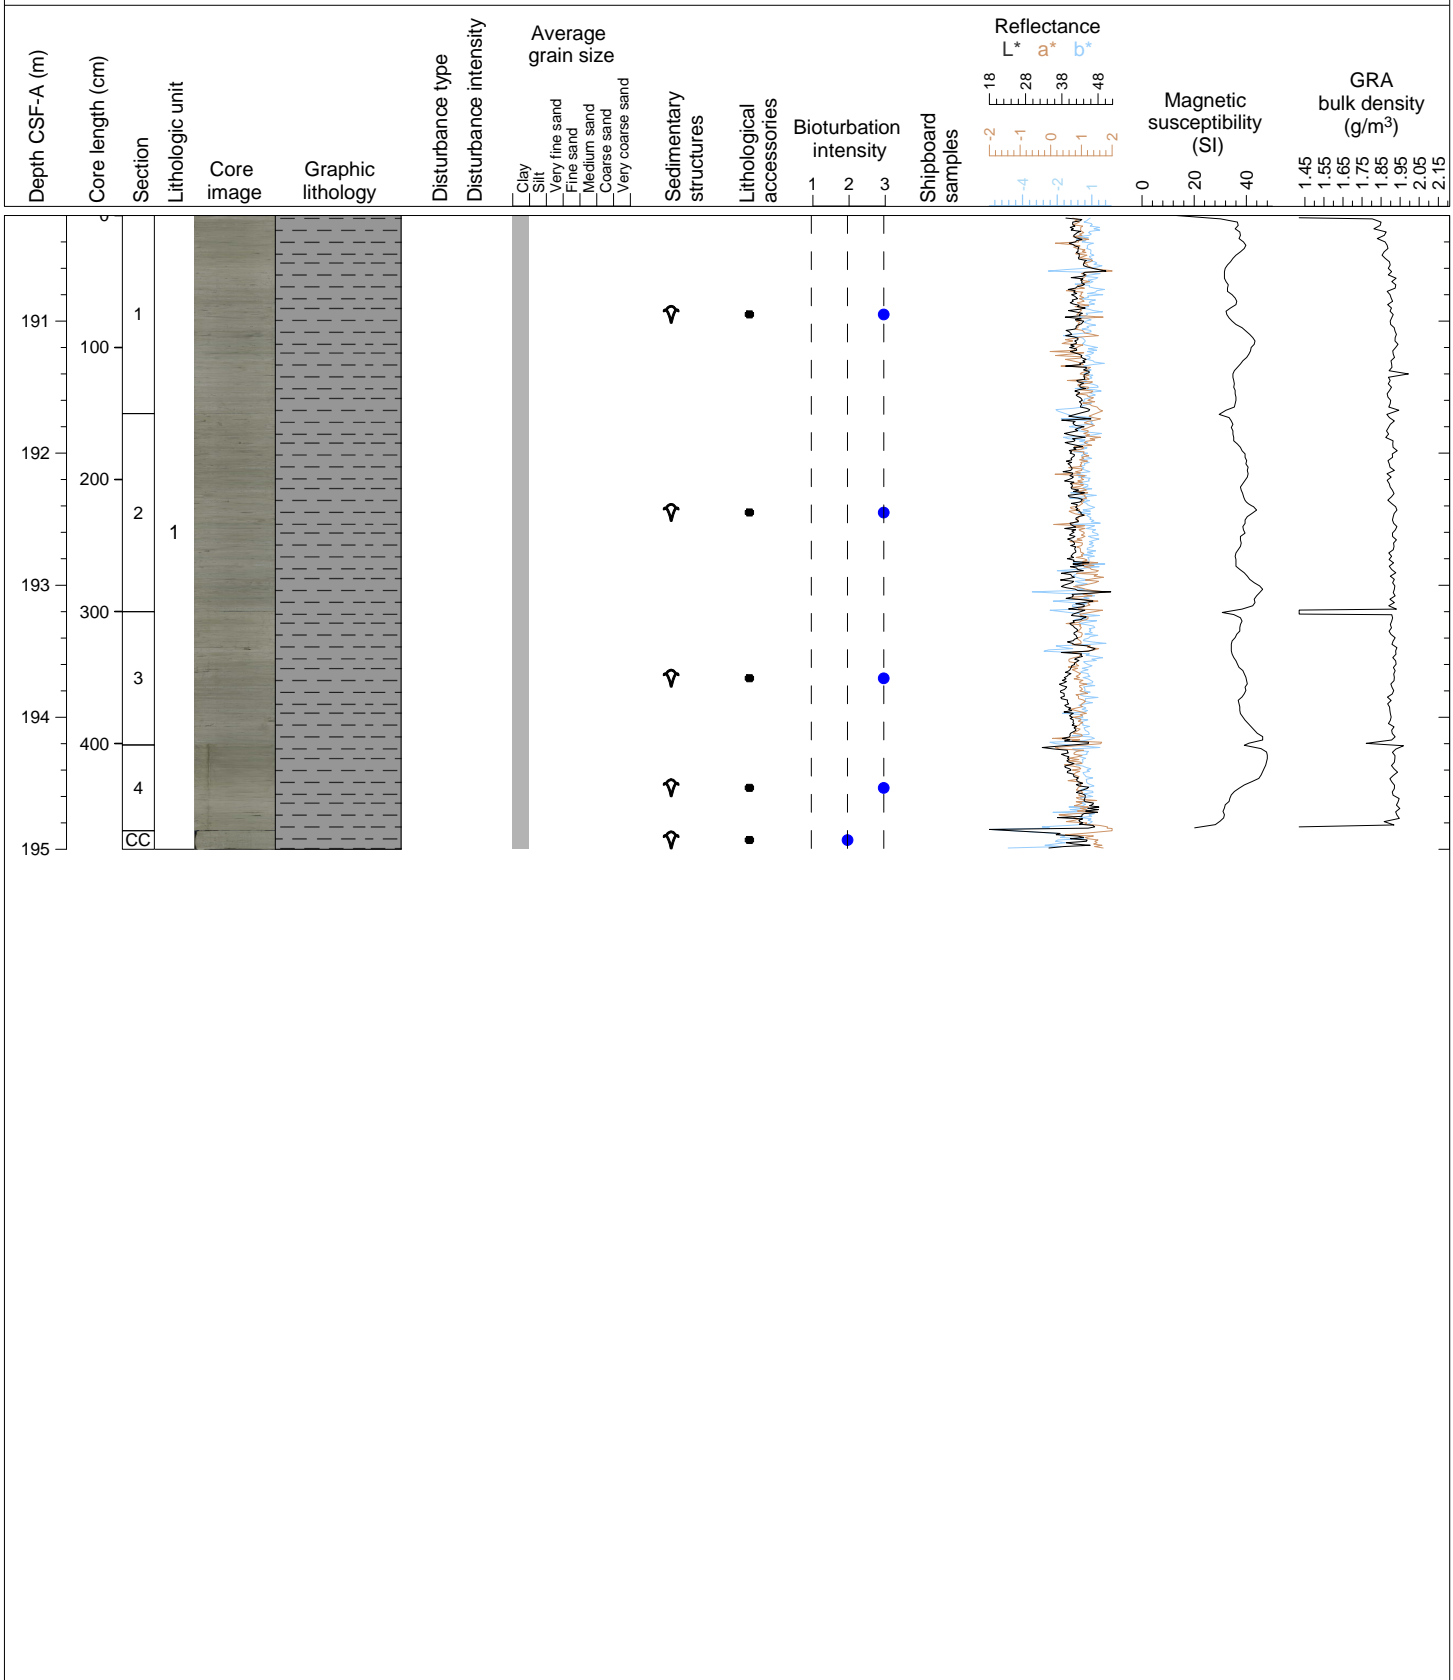 Depth CSF-A (m)
Core length (cm)
Section
Lithologic unit
Core
image
Graphic
lithology
Disturbance type
Disturbance intensity
Average
grain size
Clay
Silt
Very fine sand
Fine sand
Medium sand
Coarse sand
Very coarse sand
Sedimentary
structures
Lithological
accessories
Bioturbation
intensity
1 2 3
Shipboard
samples
Reflectance
L* a* b*
18 28 38 48
-2 -1 0 1 2
-4 -2 1
Magnetic
susceptibility
(SI)
0 20 40
GRA
bulk density
(g/m³)
1.45 1.55 1.65 1.75 1.85 1.95 2.05 2.15
0
1
191
100
192
200
2
1
193
300
3
194
400
4
CC
195